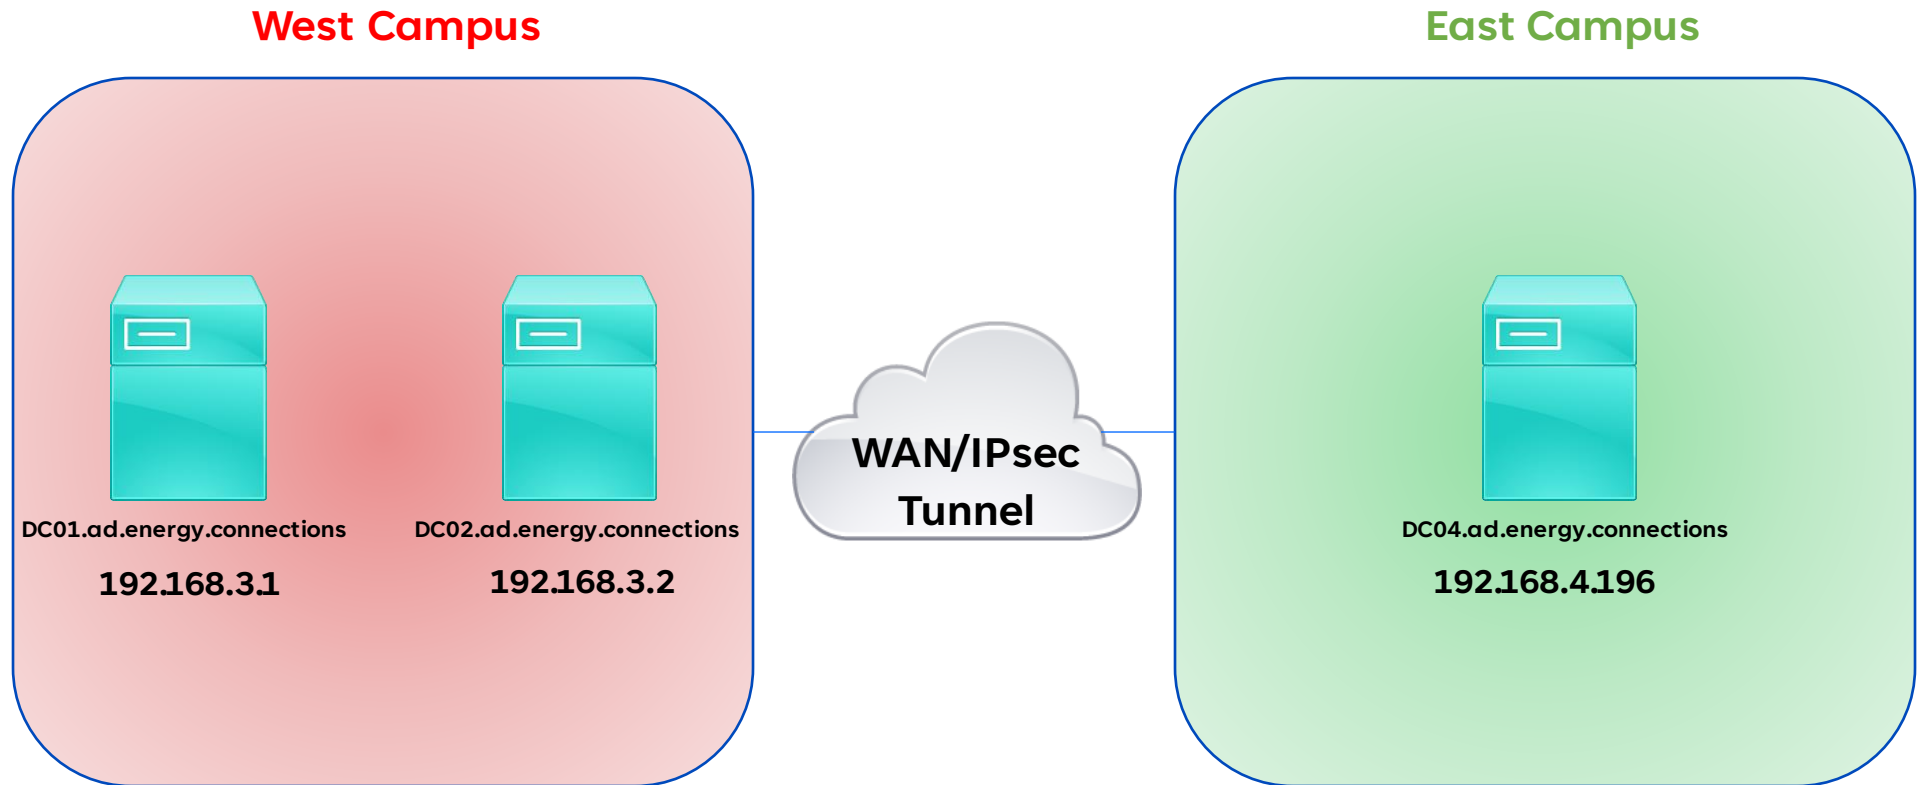 West Campus
East Campus
WAN/IPsec
Tunnel
DC01.ad.energy.connections
DC02.ad.energy.connections
DC04.ad.energy.connections
192.168.3.1
192.168.3.2
192.168.4.196